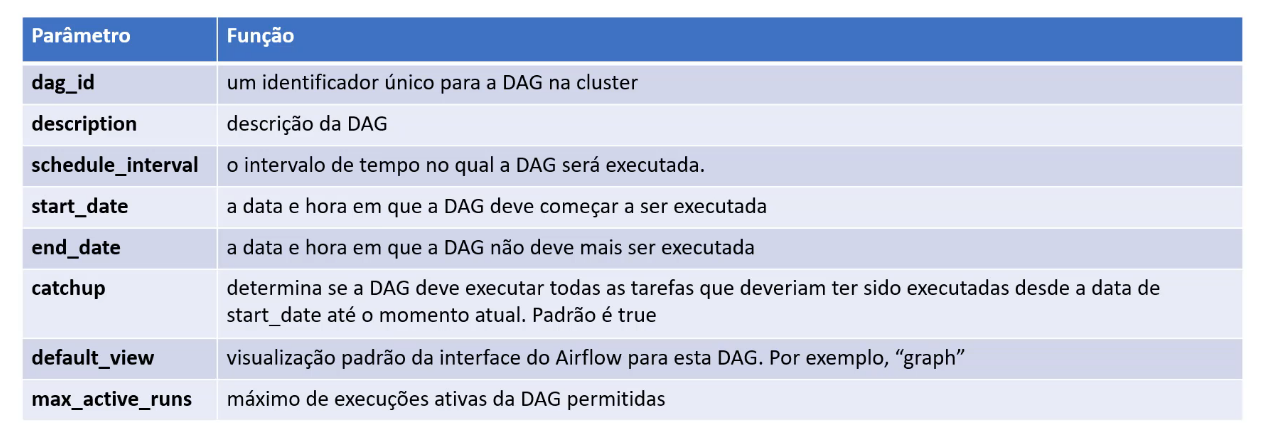 Parâmetro Função
dag_id um identificador único para a DAG na cluster
description descrição da DAG
schedule_interval o intervalo de tempo no qual a DAG será executada.
start_date a data e hora em que a DAG deve começar a ser executada
end_date a data e hora em que a DAG não deve mais ser executada
catchup determina se a DAG deve executar todas as tarefas que deveriam ter sido executadas desde a data de
start_date até o momento atual. Padrão é true
default_view visualização padrão da interface do Airflow para esta DAG. Por exemplo, “graph”
max_active_runs máximo de execuções ativas da DAG permitidas